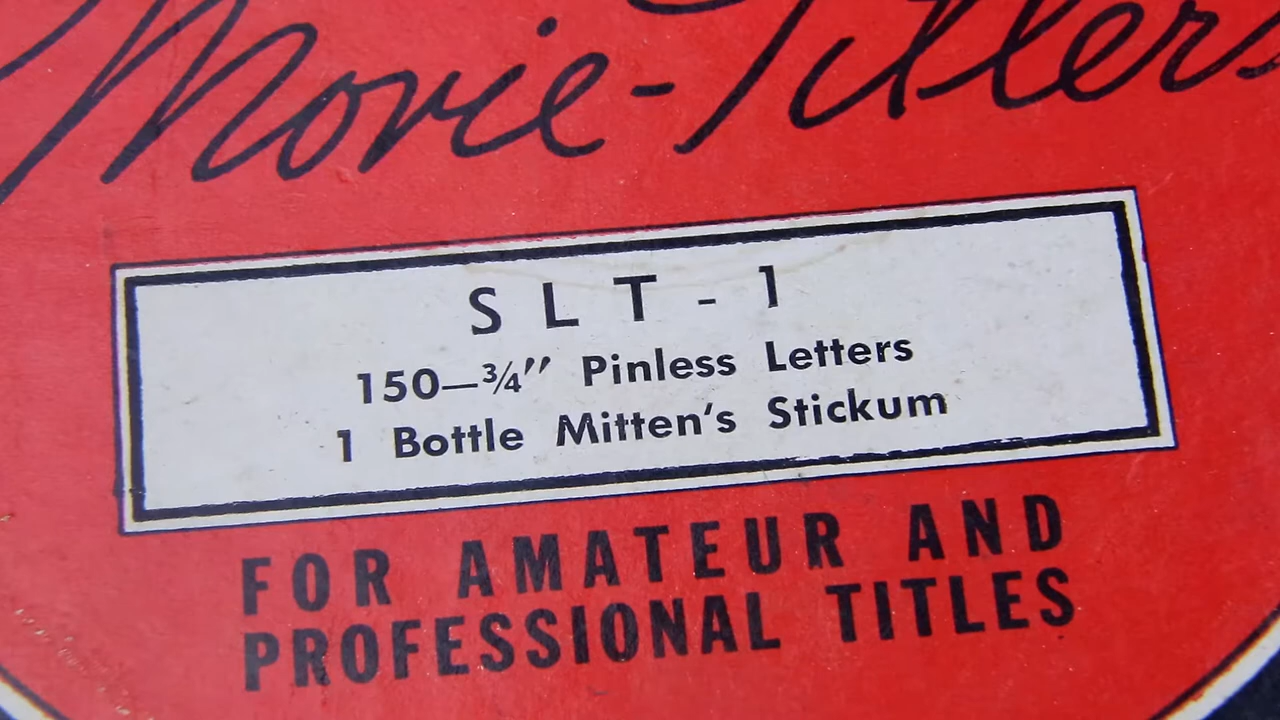 Movie-Titlers
SLT-1
150—¾" Pinless Letters
1 Bottle Mitten's Stickum
FOR AMATEUR AND
PROFESSIONAL TITLES